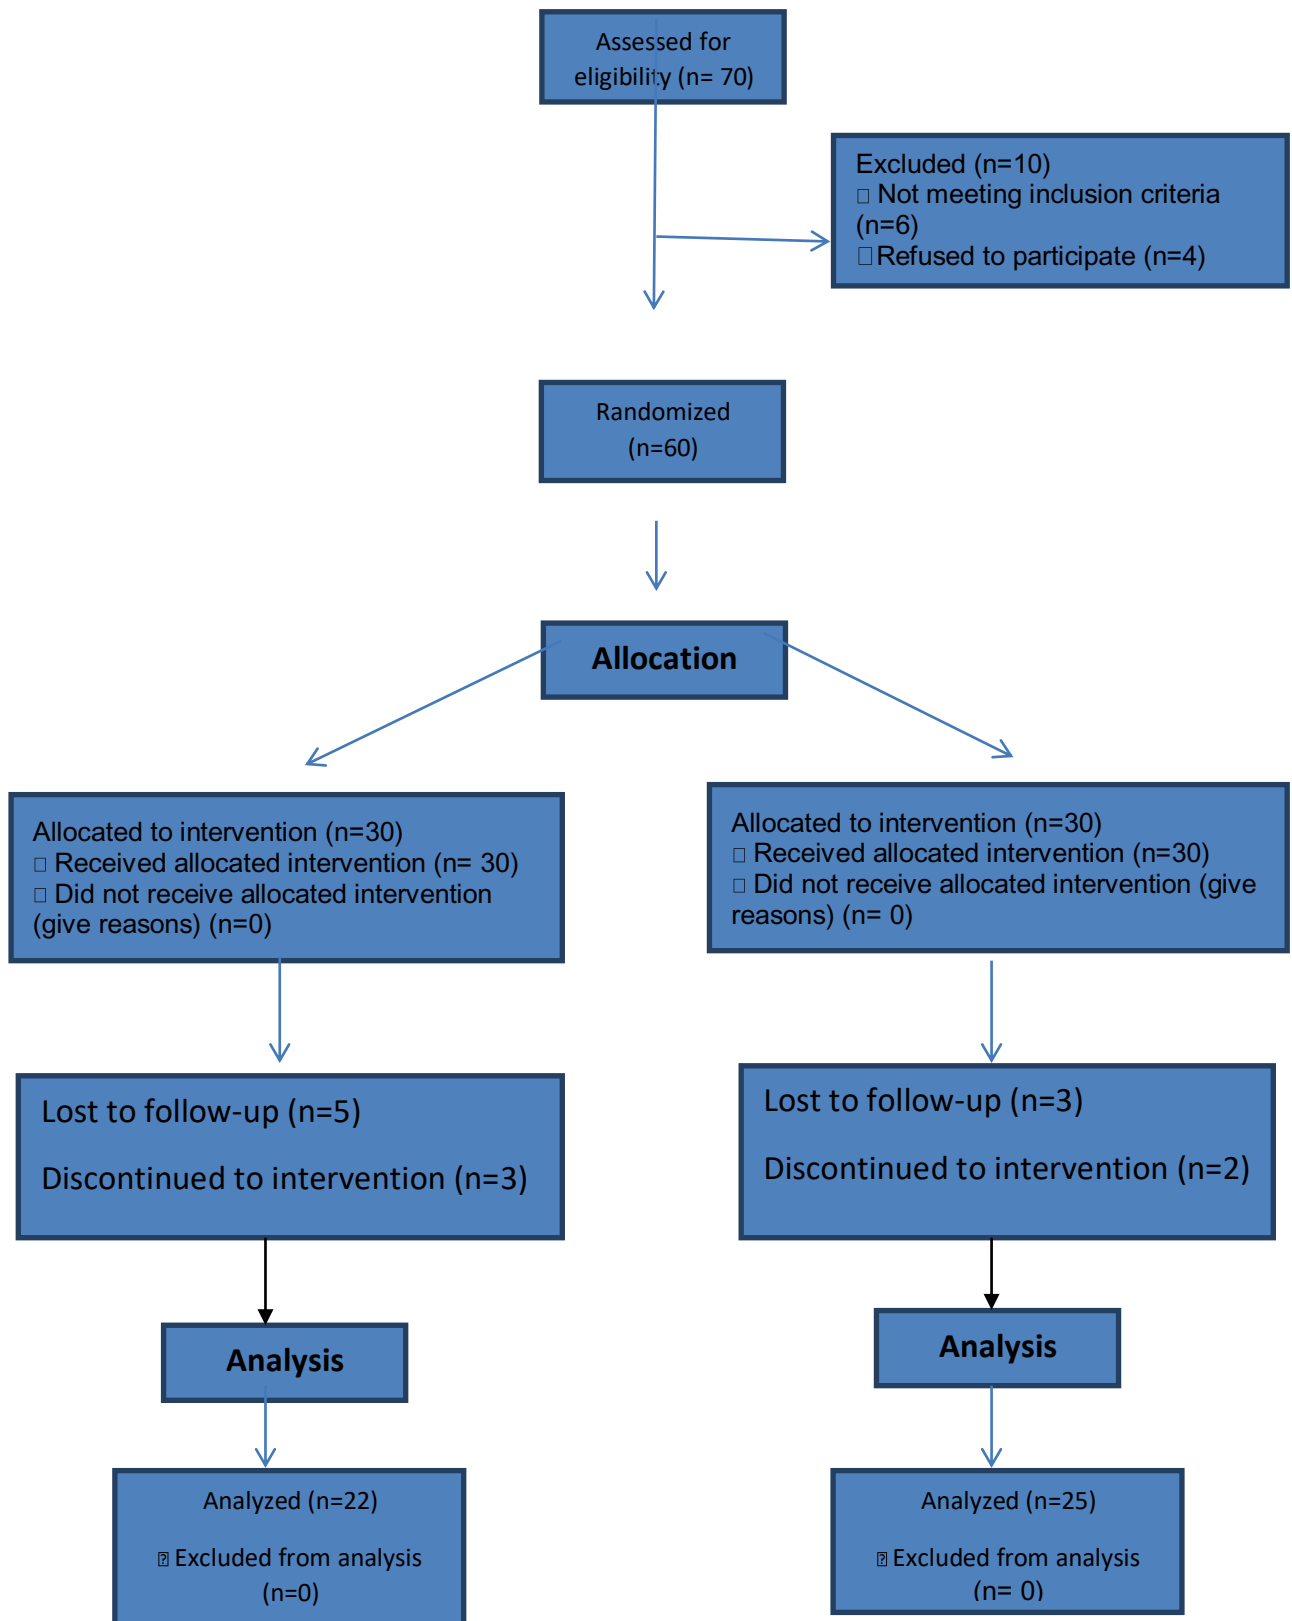 Assessed for
eligibility (n= 70)
Excluded (n=10)
□ Not meeting inclusion criteria
(n=6)
□ Refused to participate (n=4)
Randomized
(n=60)
Allocation
Allocated to intervention (n=30)
□ Received allocated intervention (n= 30)
□ Did not receive allocated intervention
(give reasons) (n=0)
Allocated to intervention (n=30)
□ Received allocated intervention (n=30)
□ Did not receive allocated intervention (give
reasons) (n= 0)
Lost to follow-up (n=5)
Discontinued to intervention (n=3)
Lost to follow-up (n=3)
Discontinued to intervention (n=2)
Analysis
Analysis
Analyzed (n=22)
⍰ Excluded from analysis
(n=0)
Analyzed (n=25)
⍰ Excluded from analysis
(n= 0)